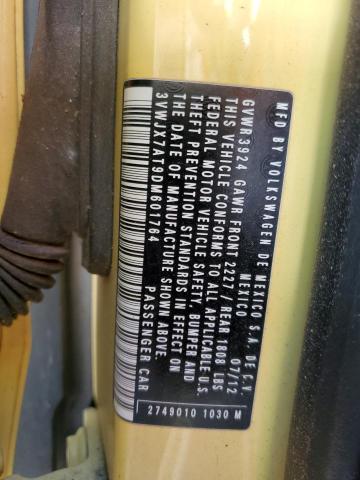 MFD BY VOLKSWAGEN DE MEXICO S.A. DE C.V.
MEXICO 07/12
GVWR 3924 GAWR FRONT 2227 / REAR 1808 LBS
THIS VEHICLE CONFORMS TO ALL APPLICABLE U.S.
FEDERAL MOTOR VEHICLE SAFETY, BUMPER AND
THEFT PREVENTION STANDARDS IN EFFECT ON
THE DATE OF MANUFACTURE SHOWN ABOVE.
3VWJX7AT9DM601764 PASSENGER CAR
2749010 1030 M